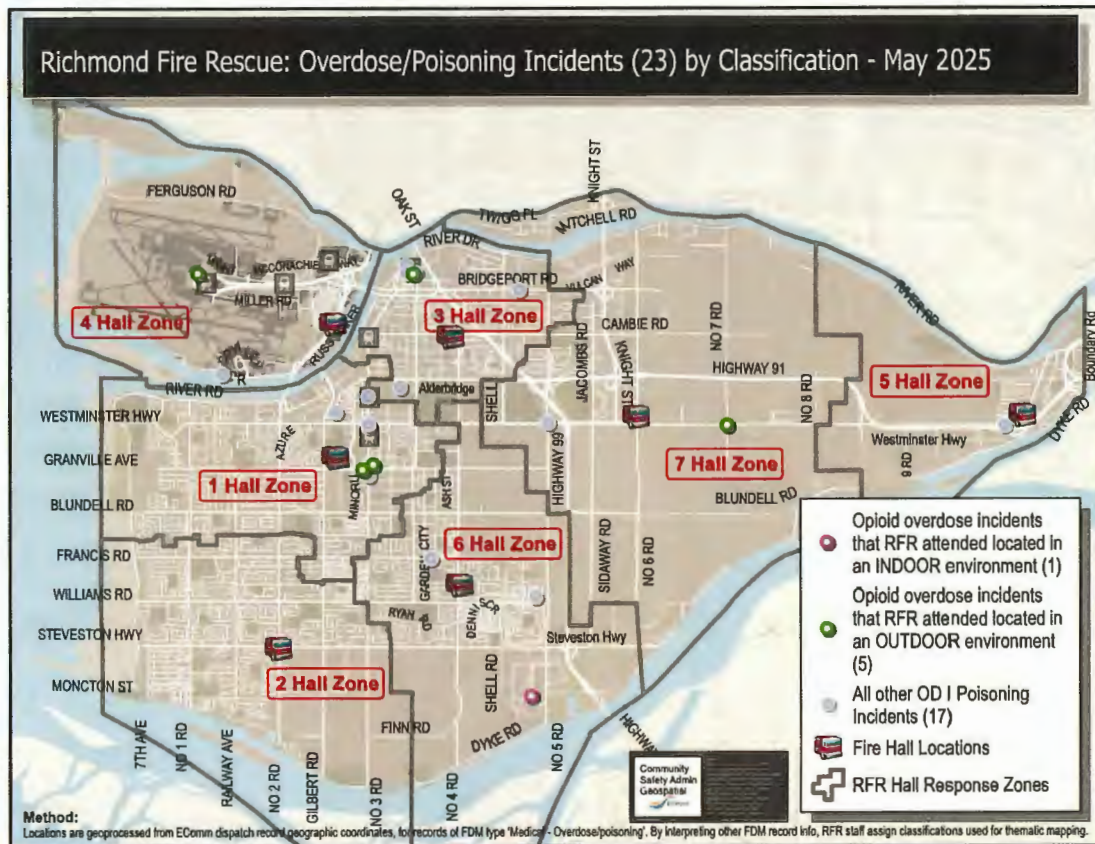 Richmond Fire Rescue: Overdose/Poisoning Incidents (23) by Classification - May 2025
KNIGHT ST
FERGUSON RD
OAK ST
TWIGG PL
MITCHELL RD
RIVER DR
BRIDGEPORT RD
VULCAN WAY
MILLER RD
RIVER RD
4 Hall Zone
3 Hall Zone
CAMBIE RD
NO 7 RD
Boundary Rd
JACOBMS RD
KNIGHT ST
HIGHWAY 91
NO 8 RD
5 Hall Zone
RIVER RD
Alderbridge
SHELL
DYKE RD
WESTMINSTER HWY
Westminster Hwy
AZURE
HIGHWAY 99
GRANVILLE AVE
7 Hall Zone
9 RD
1 Hall Zone
MINORU
ASH ST
BLUNDELL RD
BLUNDELL RD
6 Hall Zone
FRANCIS RD
GARDEN CITY
SIDAWAY RD
NO 6 RD
WILLIAMS RD
RYAN RD
STEVESTON HWY
Steveston Hwy
2 Hall Zone
SHELL RD
MONCTON ST
FINN RD
DYKE RD
7TH AVE
NO 1 RD
RAILWAY AVE
NO 2 RD
GILBERT RD
NO 3 RD
NO 4 RD
NO 5 RD
Opioid overdose incidents
that RFR attended located in
an INDOOR environment (1)
Opioid overdose incidents
that RFR attended located in
an OUTDOOR environment
(5)
All other OD I Poisoning
Incidents (17)
Fire Hall Locations
RFR Hall Response Zones
Community
Safety Admin
Geospatial
Method:
Locations are geoprocessed from EComm dispatch record geographic coordinates, for records of FDM type 'Medical - Overdose/poisoning'. By interpreting other FDM record info, RFR staff assign classifications used for thematic mapping.